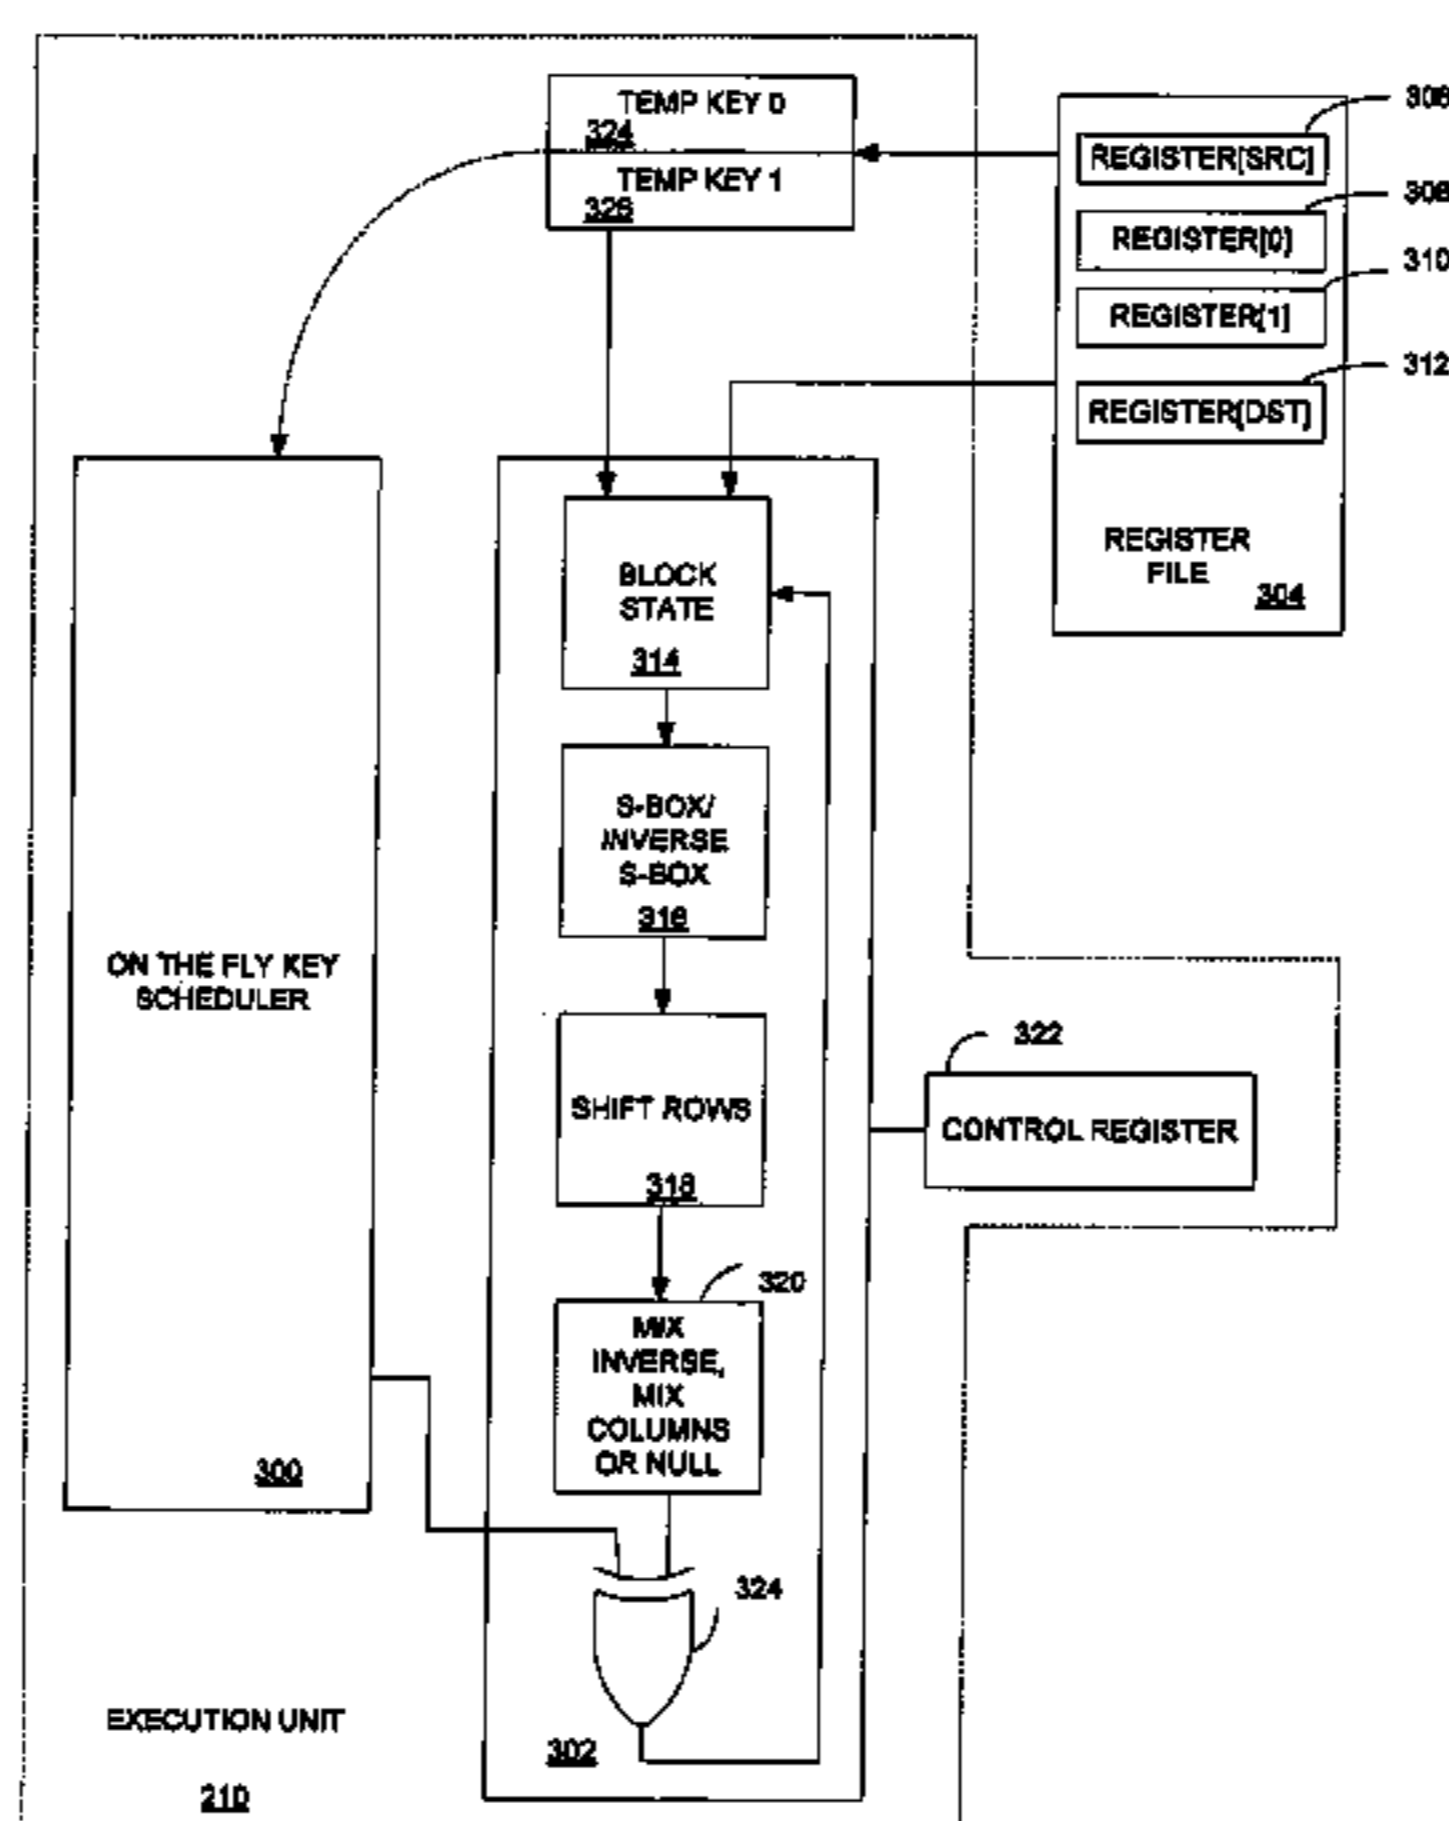 TEMP KEY 0
324
TEMP KEY 1
326
306
REGISTER[SRC]
308
REGISTER[0]
310
REGISTER[1]
312
REGISTER[DST]
REGISTER
FILE
304
BLOCK
STATE
314
S-BOX/
INVERSE
S-BOX
316
ON THE FLY KEY
SCHEDULER
300
SHIFT ROWS
318
322
CONTROL REGISTER
320
MIX
INVERSE,
MIX
COLUMNS
OR NULL
324
302
EXECUTION UNIT
210